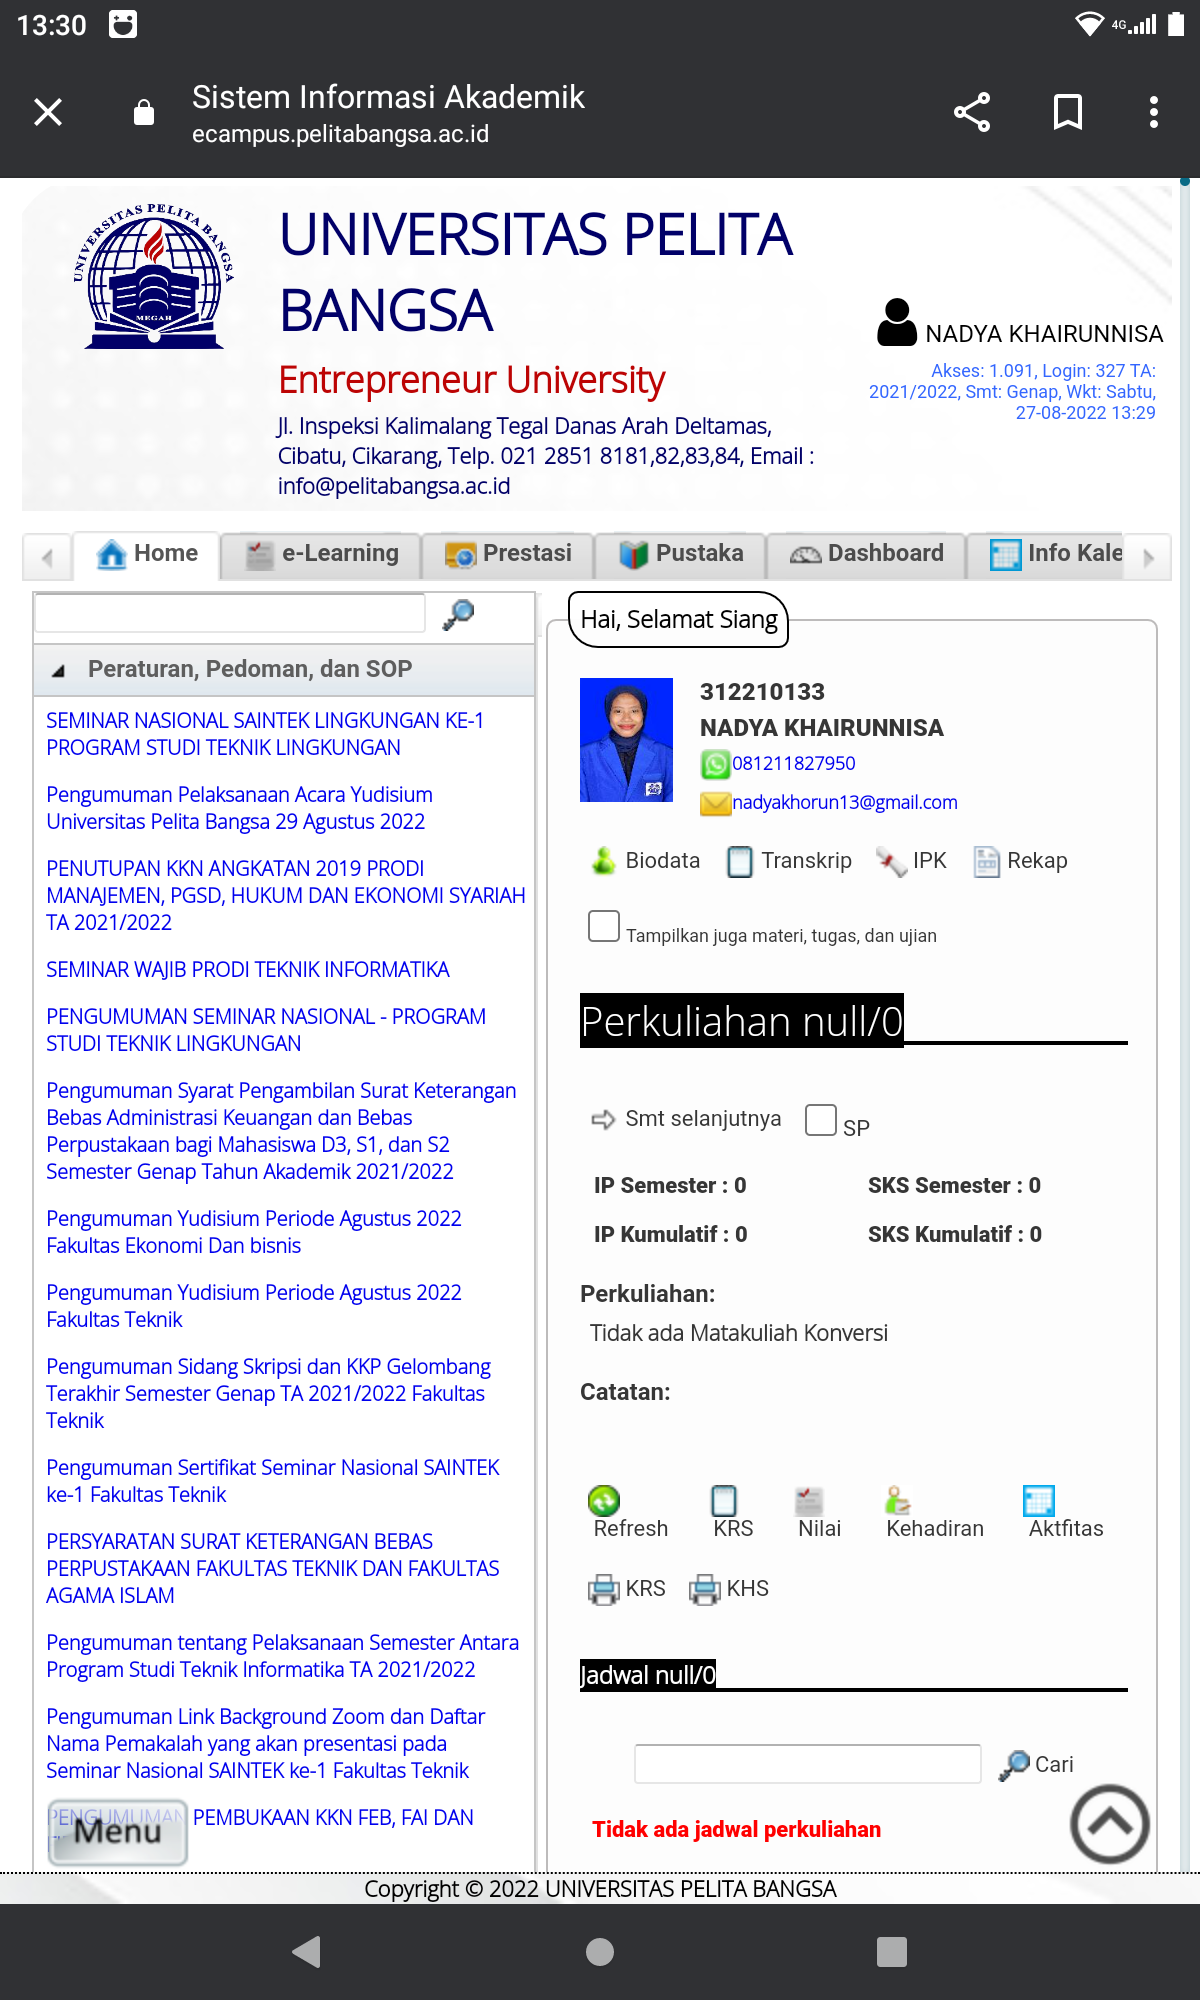 13:30
4G
Sistem Informasi Akademik
ecampus.pelitabangsa.ac.id
UNIVERSITAS PELITA BANGSA
MEGAH
UNIVERSITAS PELITA
BANGSA
Entrepreneur University
Jl. Inspeksi Kalimalang Tegal Danas Arah Deltamas,
Cibatu, Cikarang, Telp. 021 2851 8181,82,83,84, Email :
info@pelitabangsa.ac.id
NADYA KHAIRUNNISA
Akses: 1.091, Login: 327 TA:
2021/2022, Smt: Genap, Wkt: Sabtu,
27-08-2022 13:29
Home e-Learning Prestasi Pustaka Dashboard Info Kale
Peraturan, Pedoman, dan SOP
SEMINAR NASIONAL SAINTEK LINGKUNGAN KE-1
PROGRAM STUDI TEKNIK LINGKUNGAN
Pengumuman Pelaksanaan Acara Yudisium
Universitas Pelita Bangsa 29 Agustus 2022
PENUTUPAN KKN ANGKATAN 2019 PRODI
MANAJEMEN, PGSD, HUKUM DAN EKONOMI SYARIAH
TA 2021/2022
SEMINAR WAJIB PRODI TEKNIK INFORMATIKA
PENGUMUMAN SEMINAR NASIONAL - PROGRAM
STUDI TEKNIK LINGKUNGAN
Pengumuman Syarat Pengambilan Surat Keterangan
Bebas Administrasi Keuangan dan Bebas
Perpustakaan bagi Mahasiswa D3, S1, dan S2
Semester Genap Tahun Akademik 2021/2022
Pengumuman Yudisium Periode Agustus 2022
Fakultas Ekonomi Dan bisnis
Pengumuman Yudisium Periode Agustus 2022
Fakultas Teknik
Pengumuman Sidang Skripsi dan KKP Gelombang
Terakhir Semester Genap TA 2021/2022 Fakultas
Teknik
Pengumuman Sertifikat Seminar Nasional SAINTEK
ke-1 Fakultas Teknik
PERSYARATAN SURAT KETERANGAN BEBAS
PERPUSTAKAAN FAKULTAS TEKNIK DAN FAKULTAS
AGAMA ISLAM
Pengumuman tentang Pelaksanaan Semester Antara
Program Studi Teknik Informatika TA 2021/2022
Pengumuman Link Background Zoom dan Daftar
Nama Pemakalah yang akan presentasi pada
Seminar Nasional SAINTEK ke-1 Fakultas Teknik
PENGUMUMAN PEMBUKAAN KKN FEB, FAI DAN
Menu
Hai, Selamat Siang
312210133
NADYA KHAIRUNNISA
081211827950
nadyakhorun13@gmail.com
Biodata Transkrip IPK Rekap
Tampilkan juga materi, tugas, dan ujian
Perkuliahan null/0
Smt selanjutnya SP
IP Semester : 0 SKS Semester : 0
IP Kumulatif : 0 SKS Kumulatif : 0
Perkuliahan:
Tidak ada Matakuliah Konversi
Catatan:
Refresh KRS Nilai Kehadiran Aktfitas
KRS KHS
Jadwal null/0
Cari
Tidak ada jadwal perkuliahan
Copyright © 2022 UNIVERSITAS PELITA BANGSA